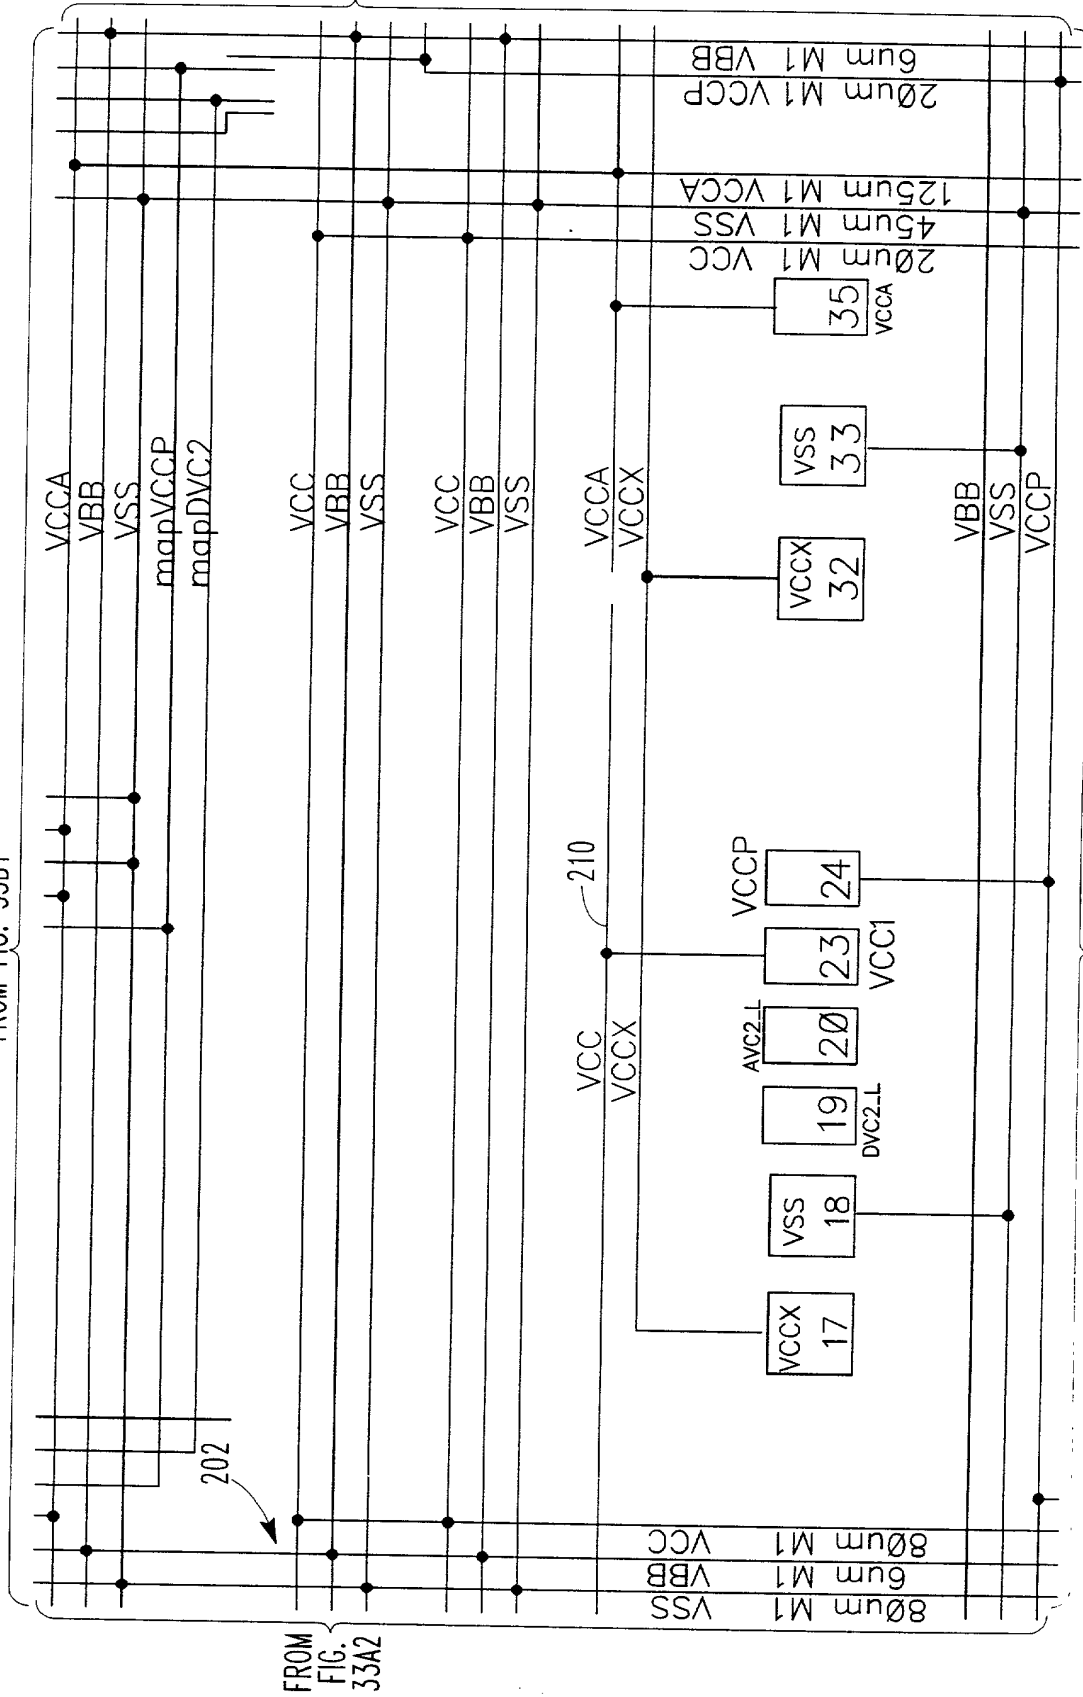 FROM FIG. 33B1
6um M1 VBB
20um M1 VCCP
125um M1 VCCA
45um M1 VSS
20um M1 VCC
VCCA
VBB
VSS
mapVCCP
mapDVC2
VCC
VBB
VSS
VCC
VBB
VSS
VCCA
VCCX
VBB
VSS
VCCP
35
VCCA
VSS
33
VCCX
32
VCCP
24
23
VCC1
AVC2_L
20
19
DVC2_L
VSS
18
VCCX
17
210
VCC
VCCX
202
80um M1 VCC
6um M1 VBB
80um M1 VSS
FROM
FIG.
33A2